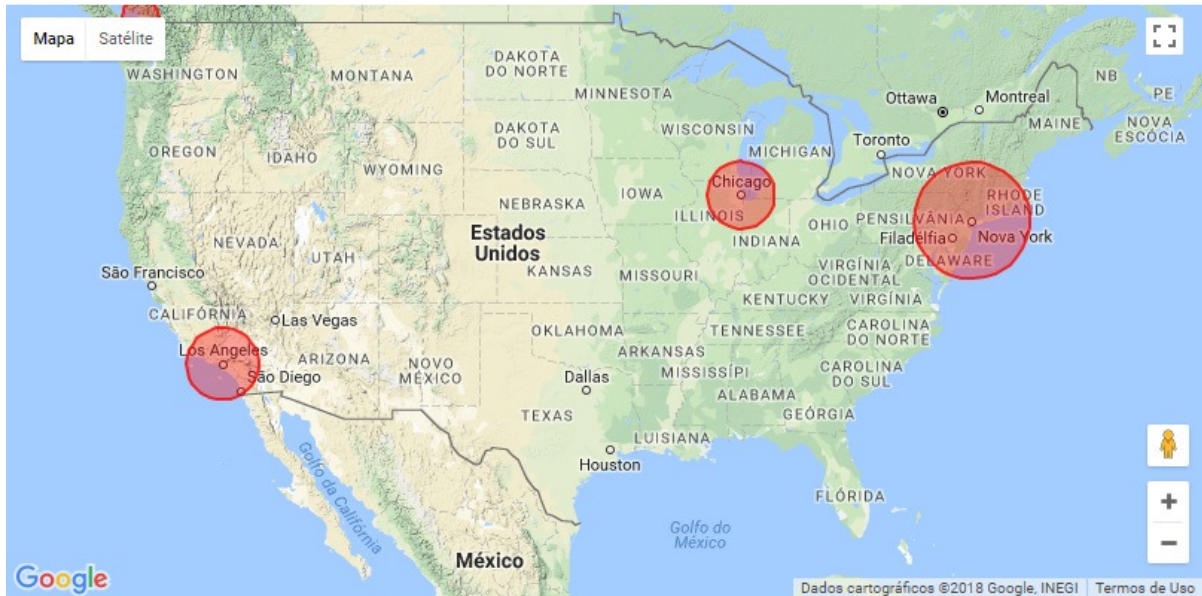 Mapa
Satélite
DAKOTA
DO NORTE
WASHINGTON
MONTANA
MINNESOTA
NB
PE
Ottawa
Montreal
MAINE
NOVA
ESCÓCIA
DAKOTA
DO SUL
WISCONSIN
MICHIGAN
Toronto
OREGON
IDAHO
WYOMING
NOVA YORK
Chicago
IOWA
ILLINOIS
RHODE
ISLAND
NEBRASKA
PENSILVÂNIA
OHIO
INDIANA
Filadélfia
Nova York
NEVADA
UTAH
Estados
Unidos
KANSAS
MISSOURI
VIRGÍNIA
OCIDENTAL
DELAWARE
São Francisco
KENTUCKY
VIRGÍNIA
CALIFÓRNIA
Las Vegas
OKLAHOMA
TENNESSEE
CAROLINA
DO NORTE
Los Angeles
ARIZONA
NOVO
MÉXICO
ARKANSAS
MISSISSÍPI
CAROLINA
DO SUL
São Diego
Dallas
ALABAMA
TEXAS
GEÓRGIA
LUISIANA
Houston
Golfo da Califórnia
FLÓRIDA
Golfo do
México
México
Google
Dados cartográficos ©2018 Google, INEGI
Termos de Uso